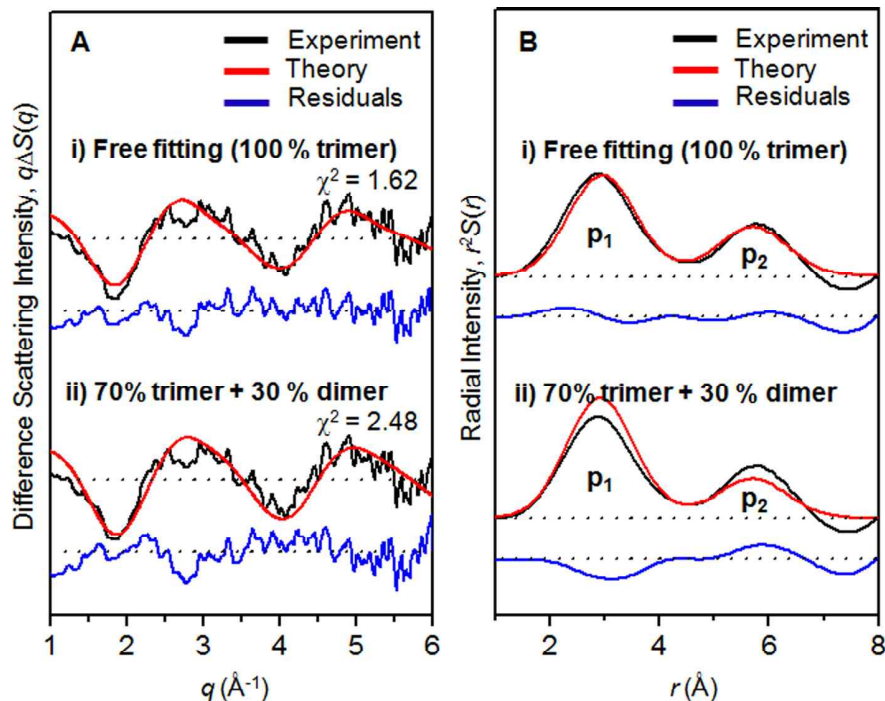 A
Experiment
Theory
Residuals
i) Free fitting (100 % trimer)
χ² = 1.62
ii) 70% trimer + 30 % dimer
χ² = 2.48
Difference Scattering Intensity, qΔS(q)
1 2 3 4 5 6
q (Å⁻¹)
B
Experiment
Theory
Residuals
i) Free fitting (100 % trimer)
p₁
p₂
ii) 70% trimer + 30 % dimer
p₁
p₂
Radial Intensity, r²S(r)
2 4 6 8
r (Å)